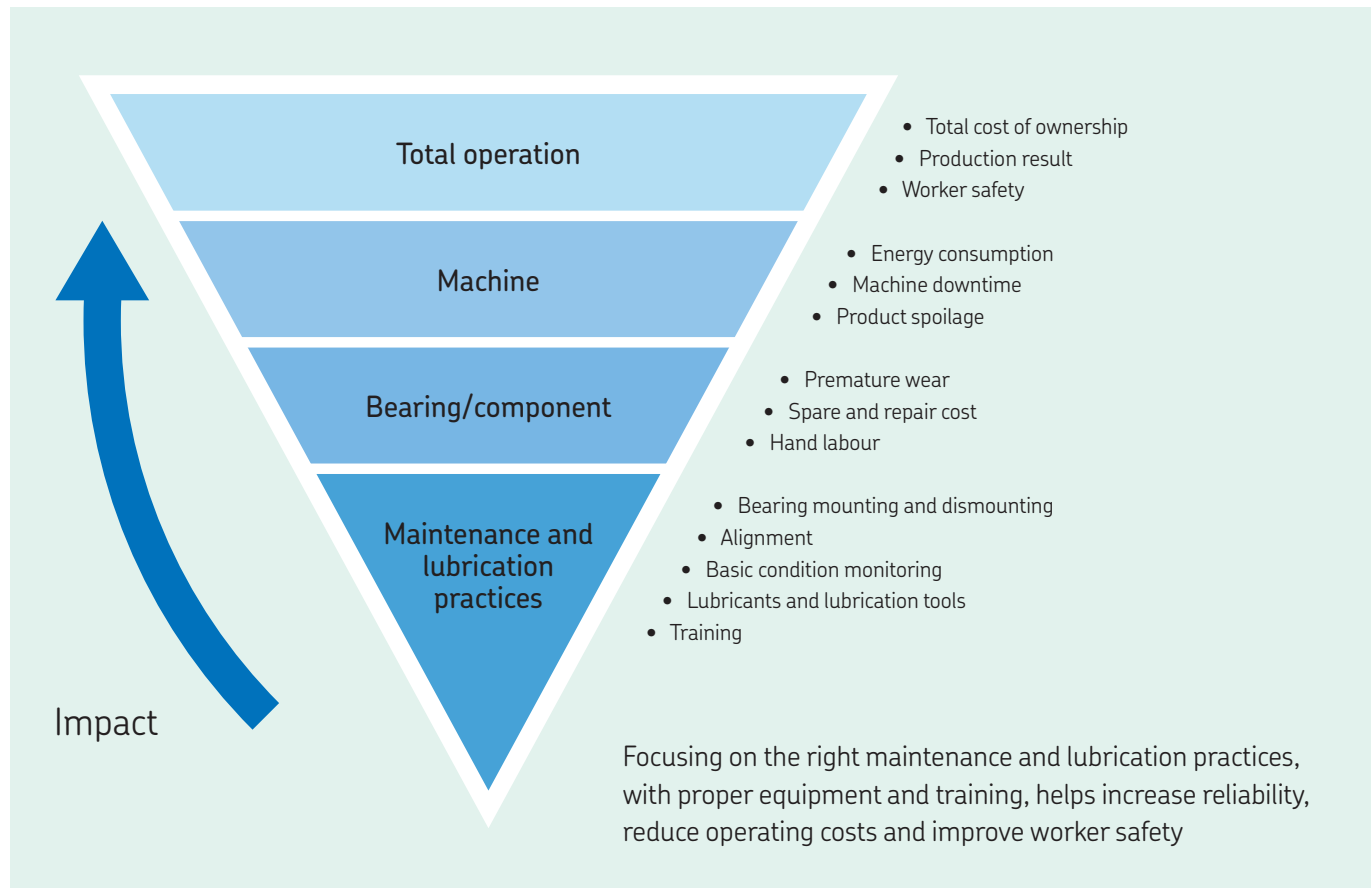 Total operation
• Total cost of ownership
• Production result
• Worker safety
Machine
• Energy consumption
• Machine downtime
• Product spoilage
Bearing/component
• Premature wear
• Spare and repair cost
• Hand labour
Maintenance and
lubrication
practices
• Bearing mounting and dismounting
• Alignment
• Basic condition monitoring
• Lubricants and lubrication tools
• Training
Impact
Focusing on the right maintenance and lubrication practices,
with proper equipment and training, helps increase reliability,
reduce operating costs and improve worker safety